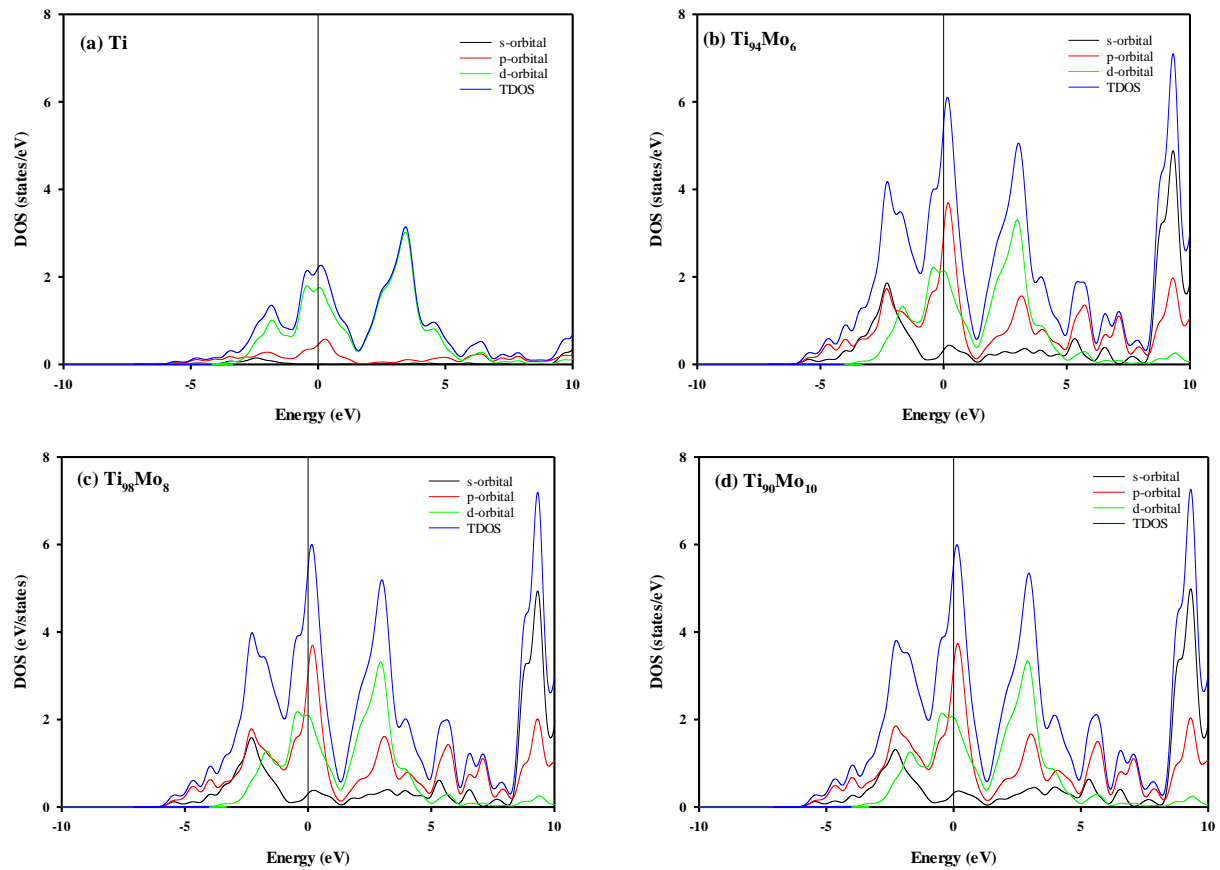 (a) Ti
s-orbital
p-orbital
d-orbital
TDOS
DOS (states/eV)
8
6
4
2
0
-10 -5 0 5 10
Energy (eV)
(b) Ti94Mo6
s-orbital
p-orbital
d-orbital
TDOS
DOS (states/eV)
8
6
4
2
0
-10 -5 0 5 10
Energy (eV)
(c) Ti98Mo8
s-orbital
p-orbital
d-orbital
TDOS
DOS (eV/states)
8
6
4
2
0
-10 -5 0 5 10
Energy (eV)
(d) Ti90Mo10
s-orbital
p-orbital
d-orbital
TDOS
DOS (states/eV)
8
6
4
2
0
-10 -5 0 5 10
Energy (eV)